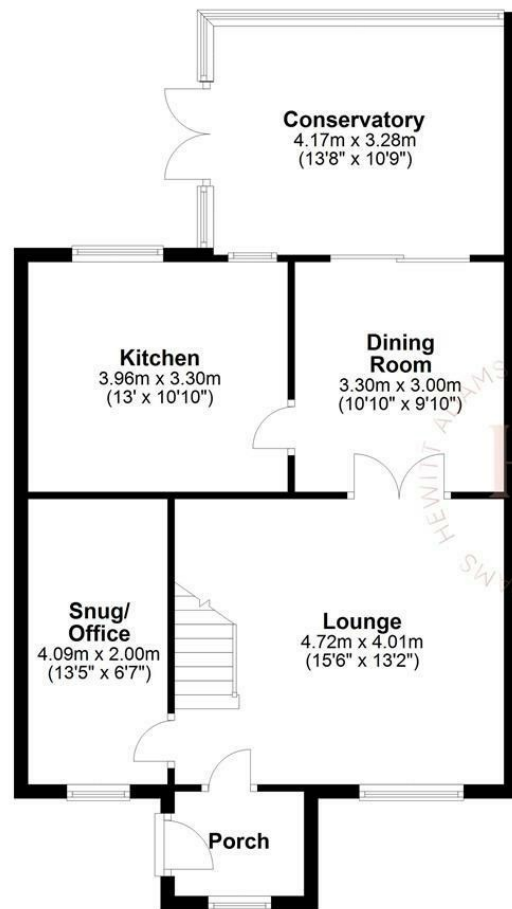 Conservatory
4.17m x 3.28m
(13'8" x 10'9")
Kitchen
3.96m x 3.30m
(13' x 10'10")
Dining
Room
3.30m x 3.00m
(10'10" x 9'10")
Snug/
Office
4.09m x 2.00m
(13'5" x 6'7")
Lounge
4.72m x 4.01m
(15'6" x 13'2")
Porch
HEWITT ADAMS